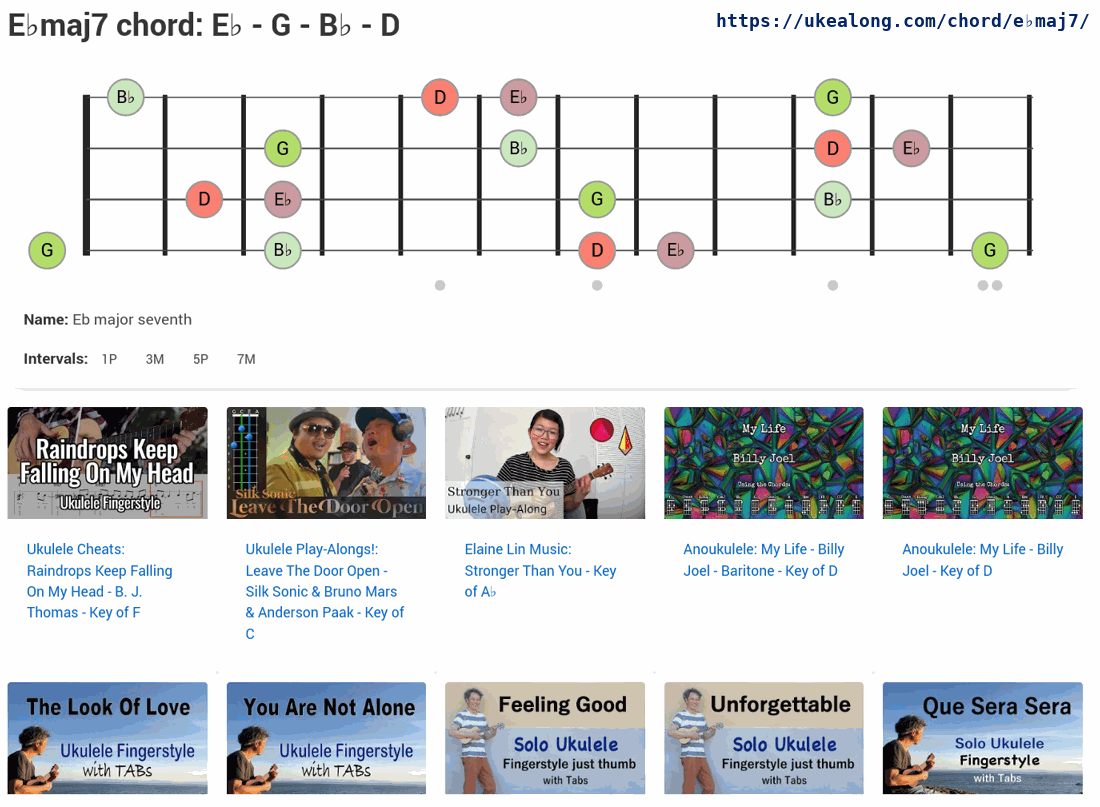 E♭maj7 chord: E♭ - G - B♭ - D
https://ukealong.com/chord/e♭maj7/
B♭ D E♭ G
G B♭ D E♭
D E♭ G B♭
G B♭ D E♭ G
Name: Eb major seventh
Intervals: 1P 3M 5P 7M
Raindrops Keep
Falling On My Head
Ukulele Fingerstyle
G C E A
Silk Sonic
Leave The Door Open
Stronger Than You
Ukulele Play-Along
My Life
Billy Joel
Using the Chords:
My Life
Billy Joel
Using the Chords:
Ukulele Cheats:
Raindrops Keep Falling
On My Head - B. J.
Thomas - Key of F
Ukulele Play-Alongs!:
Leave The Door Open -
Silk Sonic & Bruno Mars
& Anderson Paak - Key of
C
Elaine Lin Music:
Stronger Than You - Key
of A♭
Anoukulele: My Life - Billy
Joel - Baritone - Key of D
Anoukulele: My Life - Billy
Joel - Key of D
The Look Of Love
Ukulele Fingerstyle
with TABs
You Are Not Alone
Ukulele Fingerstyle
with TABs
Feeling Good
Solo Ukulele
Fingerstyle just thumb
with Tabs
Unforgettable
Solo Ukulele
Fingerstyle just thumb
with Tabs
Que Sera Sera
Solo Ukulele
Fingerstyle
with Tabs